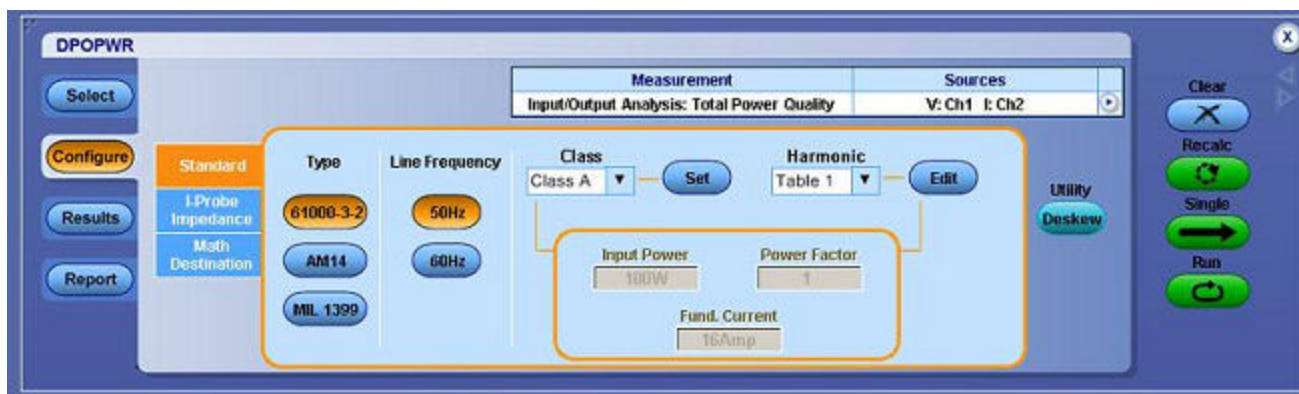 DPOPWR
X
Select
Configure
Results
Report
Measurement Sources
Input/Output Analysis: Total Power Quality V: Ch1 I: Ch2
Standard
I-Probe
Impedance
Math
Destination
Type
61000-3-2
AM14
MIL 1399
Line Frequency
50Hz
60Hz
Class
Class A
Set
Harmonic
Table 1
Edit
Input Power
100W
Power Factor
1
Fund. Current
16Amp
Utility
Deskew
Clear
Recalc
Single
Run